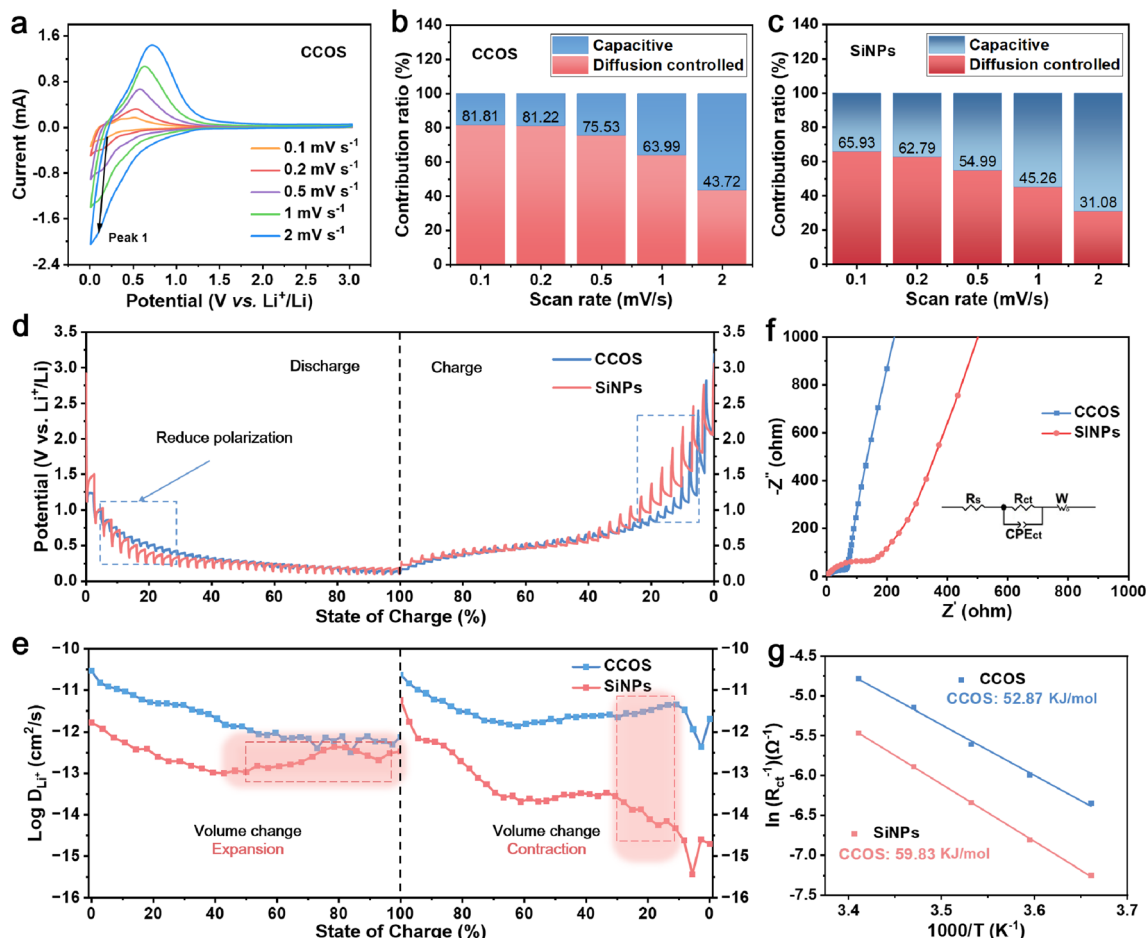 a
CCOS
Current (mA)
1.6
0.8
0.0
-0.8
-1.6
-2.4
0.1 mV s⁻¹
0.2 mV s⁻¹
0.5 mV s⁻¹
1 mV s⁻¹
2 mV s⁻¹
Peak 1
0.0 0.5 1.0 1.5 2.0 2.5 3.0
Potential (V vs. Li⁺/Li)
b
CCOS
Capacitive
Diffusion controlled
Contribution ratio (%)
140
120
100
80
60
40
20
0
81.81 81.22 75.53 63.99 43.72
0.1 0.2 0.5 1 2
Scan rate (mV/s)
c
SiNPs
Capacitive
Diffusion controlled
Contribution ratio (%)
140
120
100
80
60
40
20
0
65.93 62.79 54.99 45.26 31.08
0.1 0.2 0.5 1 2
Scan rate (mV/s)
d
Potential (V vs. Li⁺/Li)
3.5
3.0
2.5
2.0
1.5
1.0
0.5
0.0
Discharge
Charge
CCOS
SiNPs
Reduce polarization
3.5
3.0
2.5
2.0
1.5
1.0
0.5
0.0
0 20 40 60 80 100 80 60 40 20 0
State of Charge (%)
f
-Z'' (ohm)
1000
800
600
400
200
0
CCOS
SINPs
Rs Rct W
CPEct
0 200 400 600 800 1000
Z' (ohm)
e
Log D Li⁺ (cm²/s)
−10
−11
−12
−13
−14
−15
−16
CCOS
SiNPs
Volume change
Expansion
Volume change
Contraction
−10
−11
−12
−13
−14
−15
−16
0 20 40 60 80 100 80 60 40 20 0
State of Charge (%)
g
ln (Rct⁻¹)(Ω⁻¹)
-4.5
-5.0
-5.5
-6.0
-6.5
-7.0
-7.5
CCOS
CCOS: 52.87 KJ/mol
SiNPs
CCOS: 59.83 KJ/mol
3.4 3.5 3.6 3.7
1000/T (K⁻¹)